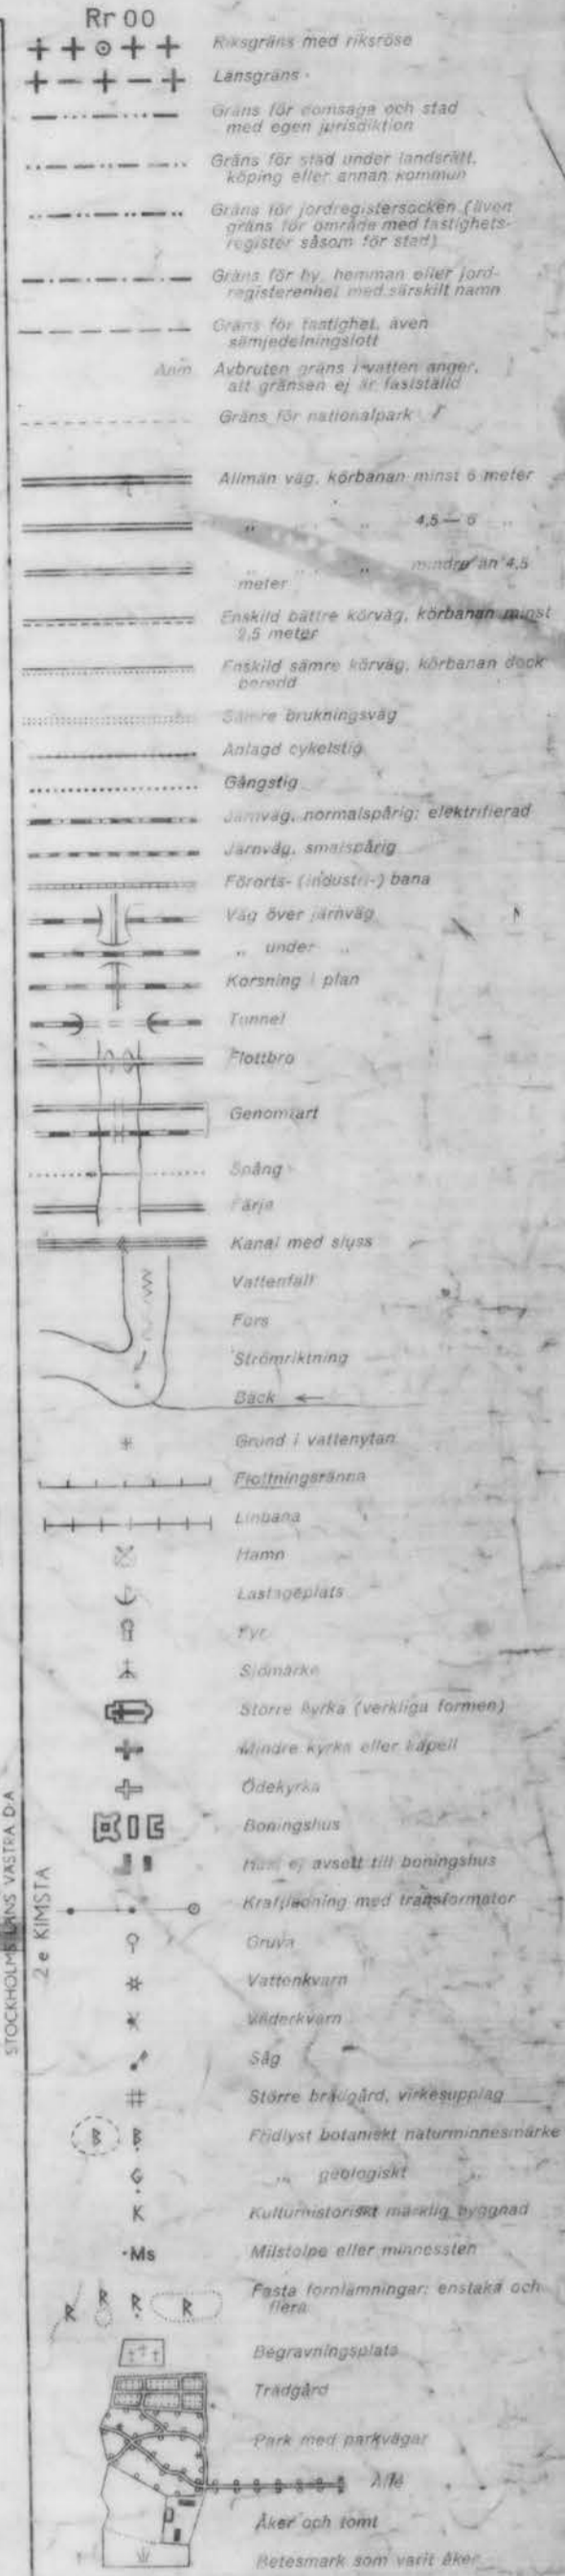 Rr 00
Riksgräns med riksröse
Länsgräns
Gräns för domsaga och stad
med egen jurisdiktion
Gräns för stad under landsrätt,
köping eller annan kommun
Gräns för jordregistersocken (även
gräns för område med fastighets-
register såsom för stad)
Gräns för by, hemman eller jord-
registerenhet med särskilt namn
Gräns för fastighet, även
sämjedelningslott
Anm Avbruten gräns i vatten anger,
att gränsen ej är fastställd
Gräns för nationalpark
Allmän väg, körbanan minst 6 meter
„ „ „ 4,5 — 6 „
„ „ „ mindre än 4,5
meter
Enskild bättre körväg, körbanan minst
2,5 meter
Enskild sämre körväg, körbanan dock
beredd
Sämre brukningsväg
Anlagd cykelstig
Gångstig
Järnväg, normalspårig; elektrifierad
Järnväg, smalspårig
Förorts- (industri-) bana
Väg över järnväg
„ under „
Korsning i plan
Tunnel
Flottbro
Genomfart
Spång
Färja
Kanal med sluss
Vattenfall
Fors
Strömriktning
Bäck
Grund i vattenytan
Flottningsränna
Linbana
Hamn
Lastageplats
Fyr
Sjömärke
Större kyrka (verkliga formen)
Mindre kyrka eller kapell
Ödekyrka
Boningshus
Hus ej avsett till boningshus
Kraftledning med transformator
Gruva
Vattenkvarn
Väderkvarn
Såg
Större brädgård, virkesupplag
B B Fridlyst botaniskt naturminnesmärke
G „ geologiskt „
K Kulturhistoriskt märklig byggnad
·Ms Milstolpe eller minnessten
R R R R Fasta fornlämningar; enstaka och
flera
Begravningsplats
Trädgård
Park med parkvägar
Allé
Åker och tomt
Betesmark som varit åker
STOCKHOLMS LÄNS VÄSTRA D:A
2 e KIMSTA